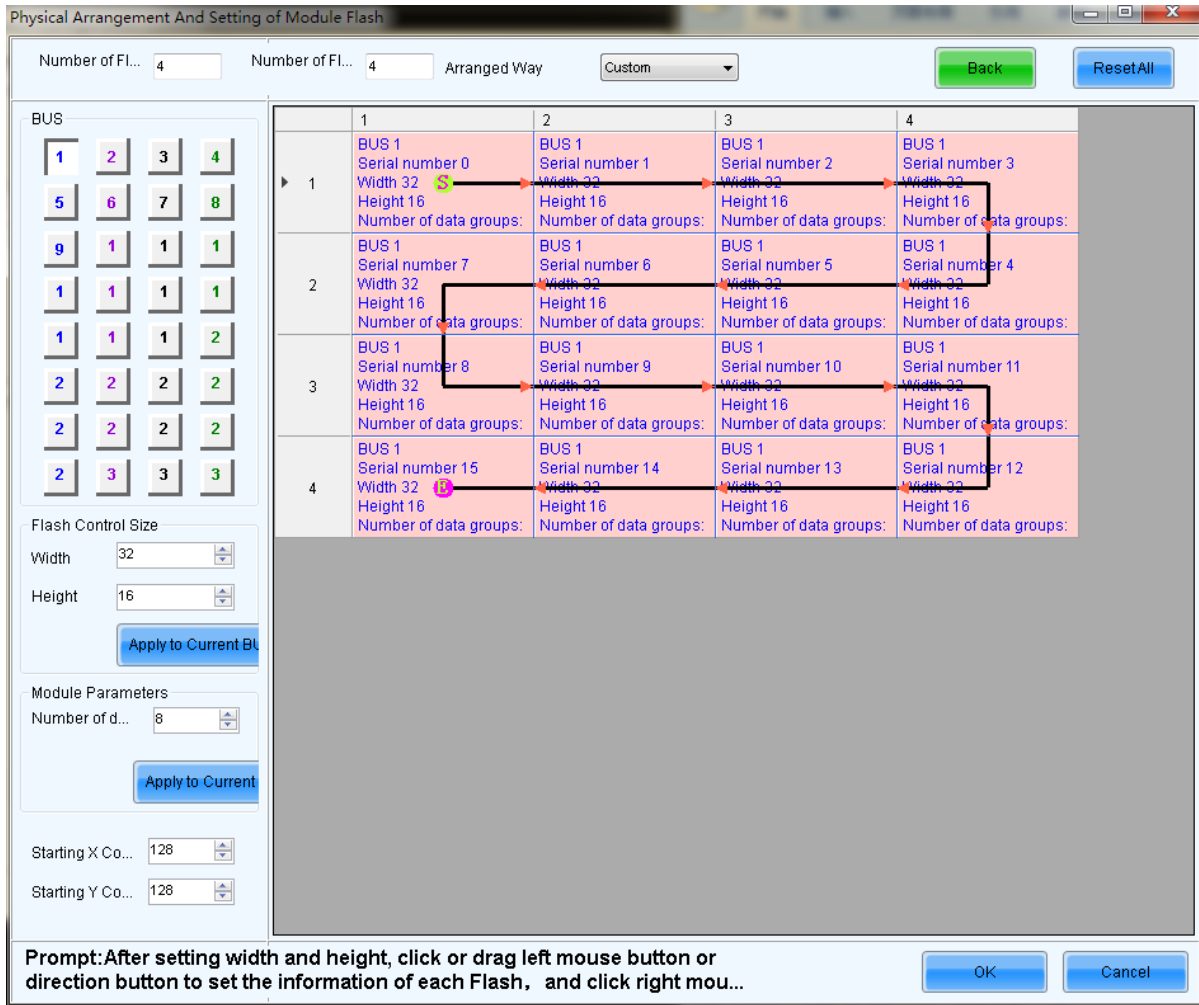 Physical Arrangement And Setting of Module Flash
Number of Fl... 4 Number of Fl... 4 Arranged Way Custom Back ResetAll
BUS
1 2 3 4
5 6 7 8
9 1 1 1
1 1 1 1
1 1 1 2
2 2 2 2
2 2 2 2
2 3 3 3
Flash Control Size
Width 32
Height 16
Apply to Current BU
Module Parameters
Number of d... 8
Apply to Current
Starting X Co... 128
Starting Y Co... 128
1 2 3 4
1
BUS 1 BUS 1 BUS 1 BUS 1
Serial number 0 Serial number 1 Serial number 2 Serial number 3
Width 32 S Width 32 Width 32 Width 32
Height 16 Height 16 Height 16 Height 16
Number of data groups: Number of data groups: Number of data groups: Number of data groups:
2
BUS 1 BUS 1 BUS 1 BUS 1
Serial number 7 Serial number 6 Serial number 5 Serial number 4
Width 32 Width 32 Width 32 Width 32
Height 16 Height 16 Height 16 Height 16
Number of data groups: Number of data groups: Number of data groups: Number of data groups:
3
BUS 1 BUS 1 BUS 1 BUS 1
Serial number 8 Serial number 9 Serial number 10 Serial number 11
Width 32 Width 32 Width 32 Width 32
Height 16 Height 16 Height 16 Height 16
Number of data groups: Number of data groups: Number of data groups: Number of data groups:
4
BUS 1 BUS 1 BUS 1 BUS 1
Serial number 15 Serial number 14 Serial number 13 Serial number 12
Width 32 E Width 32 Width 32 Width 32
Height 16 Height 16 Height 16 Height 16
Number of data groups: Number of data groups: Number of data groups: Number of data groups:
Prompt:After setting width and height, click or drag left mouse button or
direction button to set the information of each Flash, and click right mou...
OK Cancel